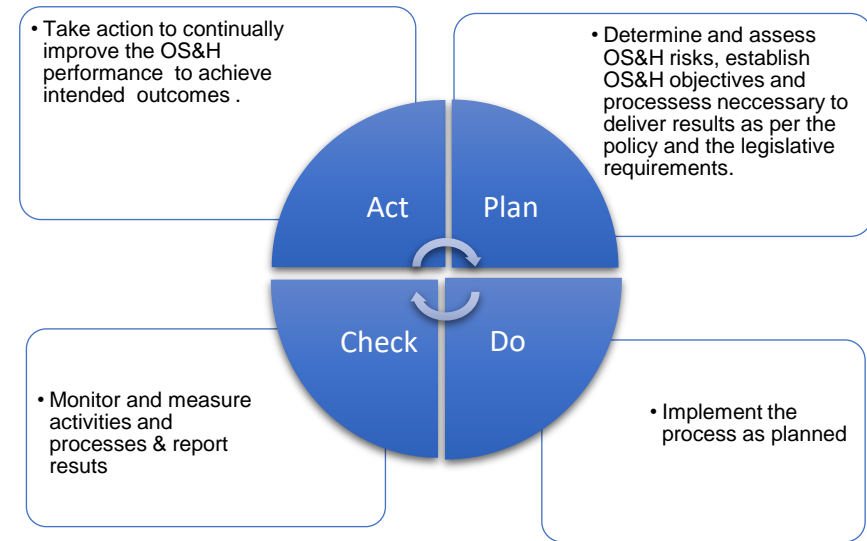 • Take action to continually
improve the OS&H
performance to achieve
intended outcomes .
• Determine and assess
OS&H risks, establish
OS&H objectives and
processess neccessary to
deliver results as per the
policy and the legislative
requirements.
Act
Plan
Check
Do
• Monitor and measure
activities and
processes & report
resuts
• Implement the
process as planned